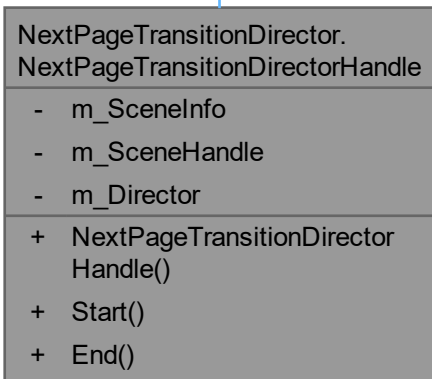 NextPageTransitionDirector.
NextPageTransitionDirectorHandle
- m_SceneInfo
- m_SceneHandle
- m_Director
+ NextPageTransitionDirector
Handle()
+ Start()
+ End()